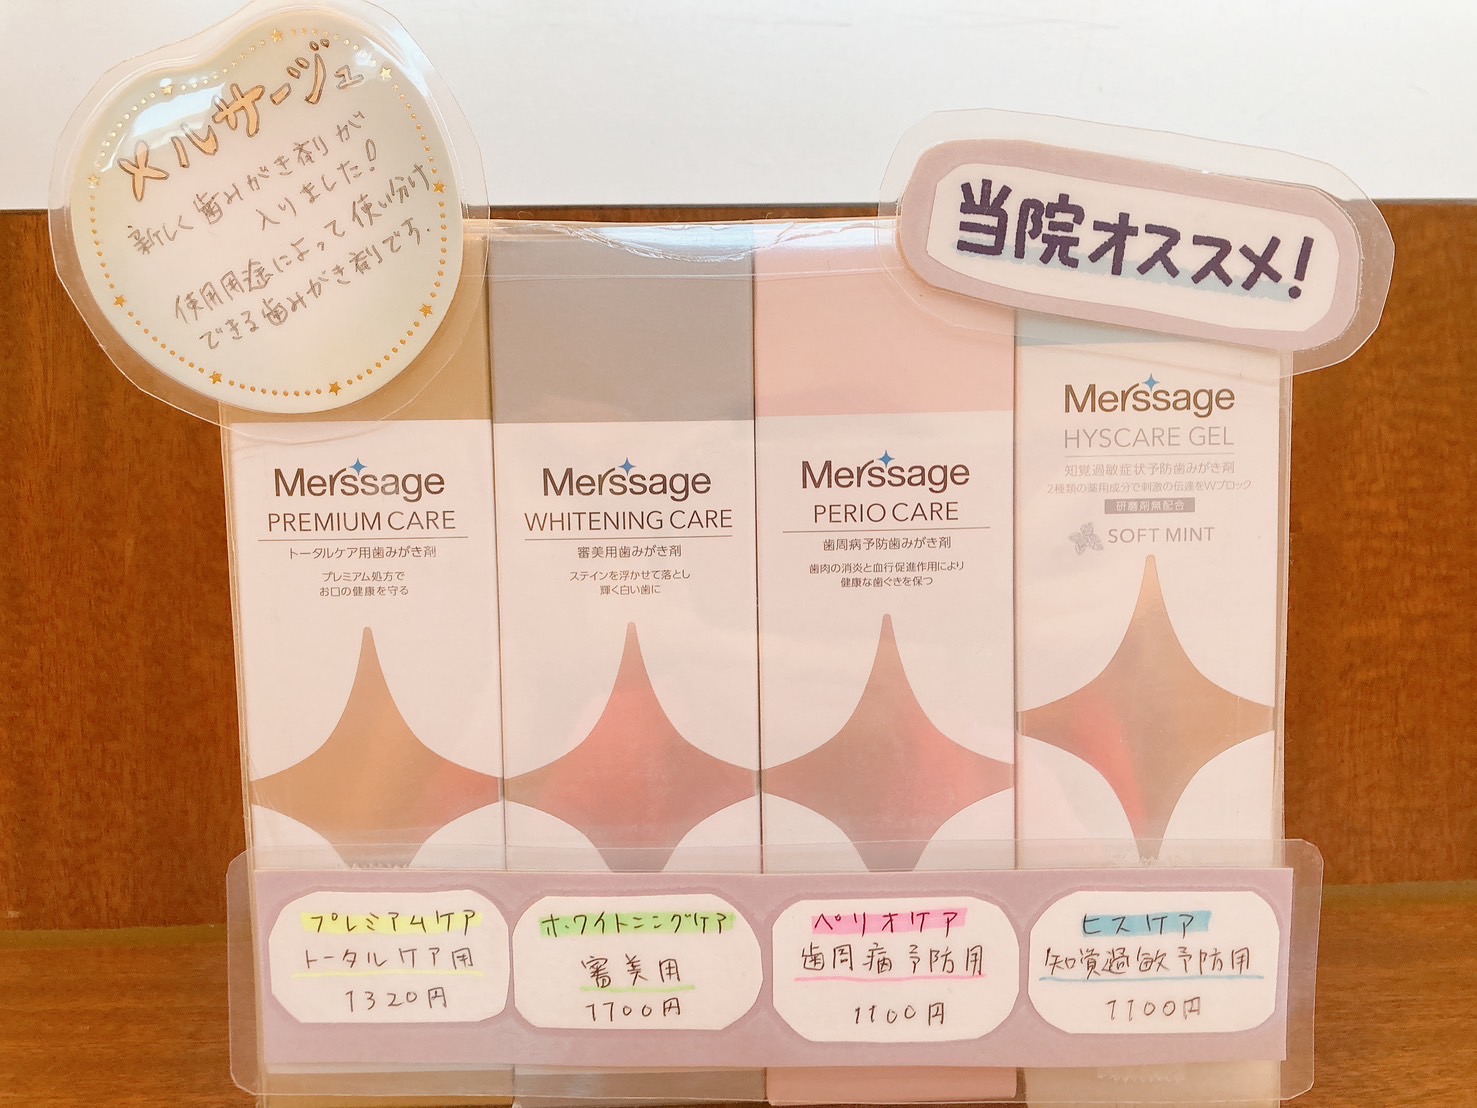 メルサージュ
新しく歯みがき剤が
入りました!
使用用途によって使い分け
できる歯みがき剤です.
当院オススメ!
Merssage
PREMIUM CARE
トータルケア用歯みがき剤
プレミアム処方で
お口の健康を守る
Merssage
WHITENING CARE
審美用歯みがき剤
ステインを浮かせて落とし
輝く白い歯に
Merssage
PERIO CARE
歯周病予防歯みがき剤
歯肉の消炎と血行促進作用により
健康な歯ぐきを保つ
Merssage
HYSCARE GEL
知覚過敏症状予防歯みがき剤
2種類の薬用成分で刺激の伝達をWブロック
研磨剤無配合
SOFT MINT
プレミアムケア
トータルケア用
1320円
ホワイトニングケア
審美用
1100円
ペリオケア
歯周病予防用
1100円
ヒスケア
知覚過敏予防用
1100円